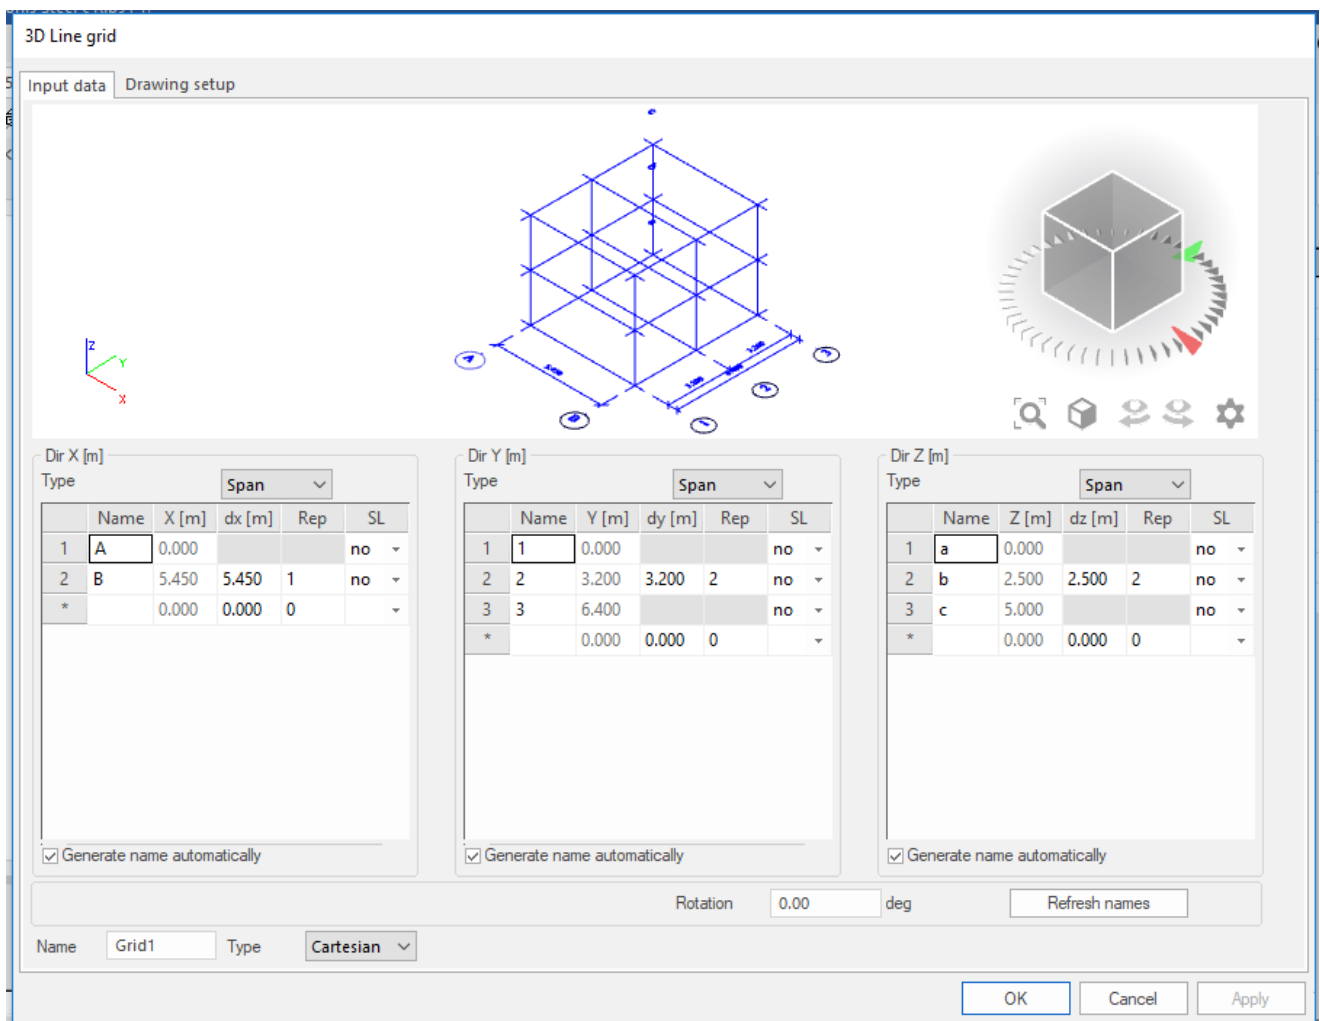 3D Line grid
Input data Drawing setup
c
d
Z
Y
X
A
B
1
2
3
Dir X [m]
Type Span
Name X [m] dx [m] Rep SL
1 A 0.000 no
2 B 5.450 5.450 1 no
* 0.000 0.000 0
Generate name automatically
Dir Y [m]
Type Span
Name Y [m] dy [m] Rep SL
1 1 0.000 no
2 2 3.200 3.200 2 no
3 3 6.400 no
* 0.000 0.000 0
Generate name automatically
Dir Z [m]
Type Span
Name Z [m] dz [m] Rep SL
1 a 0.000 no
2 b 2.500 2.500 2 no
3 c 5.000 no
* 0.000 0.000 0
Generate name automatically
Rotation 0.00 deg Refresh names
Name Grid1 Type Cartesian
OK Cancel Apply